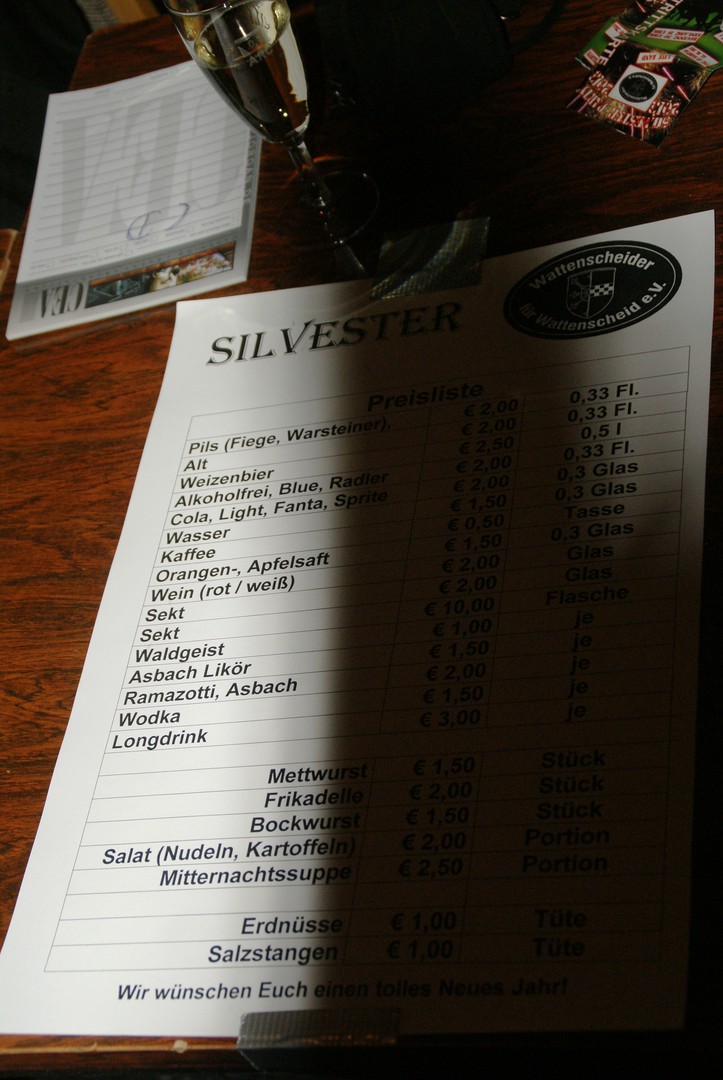 CEV
CEV
SILVESTER
Wattenscheider
für Wattenscheid e.V.
Preisliste
Pils (Fiege, Warsteiner), € 2,00 0,33 Fl.
Alt € 2,00 0,33 Fl.
Weizenbier € 2,50 0,5 l
Alkoholfrei, Blue, Radler € 2,00 0,33 Fl.
Cola, Light, Fanta, Sprite € 2,00 0,3 Glas
Wasser € 1,50 0,3 Glas
Kaffee € 0,50 Tasse
Orangen-, Apfelsaft € 1,50 0,3 Glas
Wein (rot / weiß) € 2,00 Glas
Sekt € 2,00 Glas
Sekt € 10,00 Flasche
Waldgeist € 1,00 je
Asbach Likör € 1,50 je
Ramazotti, Asbach € 2,00 je
Wodka € 1,50 je
Longdrink € 3,00 je
Mettwurst € 1,50 Stück
Frikadelle € 2,00 Stück
Bockwurst € 1,50 Stück
Salat (Nudeln, Kartoffeln) € 2,00 Portion
Mitternachtssuppe € 2,50 Portion
Erdnüsse € 1,00 Tüte
Salzstangen € 1,00 Tüte
Wir wünschen Euch einen tolles Neues Jahr!